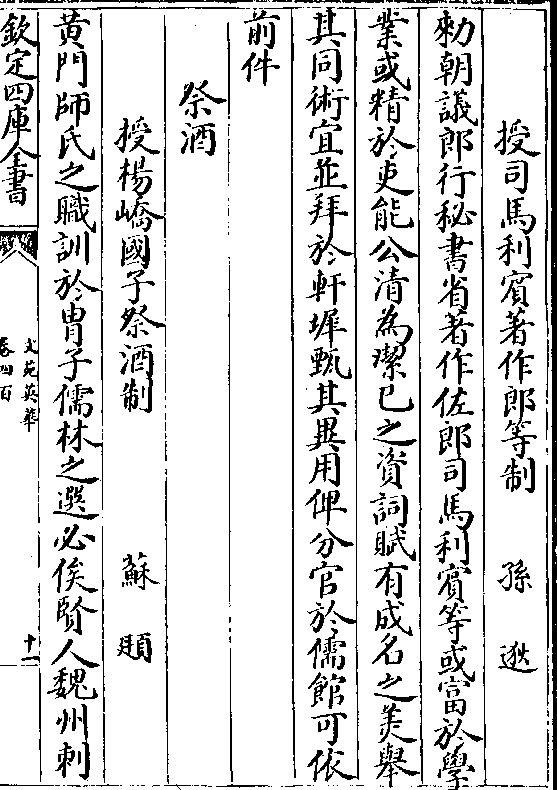 授司馬利賓著作郎等制 孫逖
勅朝議郎行秘書省著作佐郎司馬利賓等或富於學
業或精於吏能公清為潔已之資詞賦有成名之美舉
其同術宜並拜於軒墀甄其異用俾分官於儒館可依
前件
祭酒
授楊嶠國子祭酒制 蘇頲
黄門師氏之職訓於胄子儒林之選必俟賢人魏州刺
欽定四庫全書
文苑英華
卷四百
十一